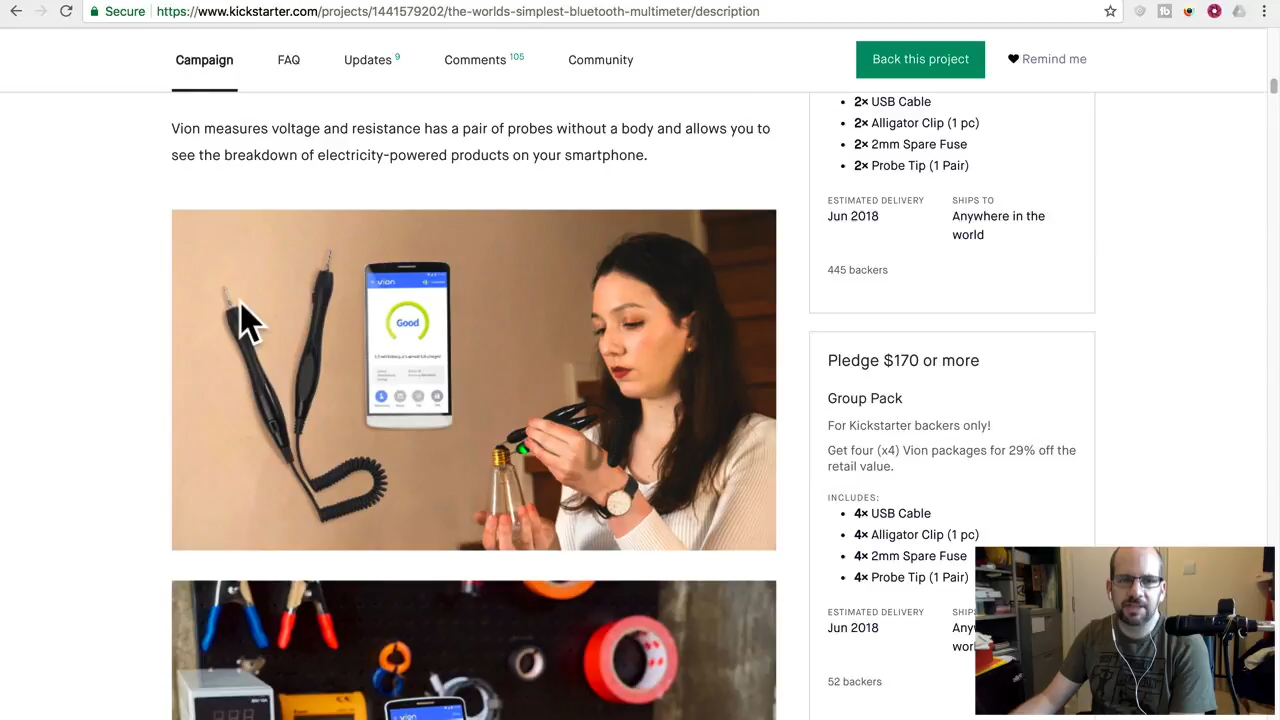 Secure
https://www.kickstarter.com/projects/1441579202/the-worlds-simplest-bluetooth-multimeter/description
Campaign
FAQ
Updates 9
Comments 105
Community
Back this project
Remind me
Vion measures voltage and resistance has a pair of probes without a body and allows you to
see the breakdown of electricity-powered products on your smartphone.
vion
Good
vion
• 2× USB Cable
• 2× Alligator Clip (1 pc)
• 2× 2mm Spare Fuse
• 2× Probe Tip (1 Pair)
ESTIMATED DELIVERY
Jun 2018
SHIPS TO
Anywhere in the
world
445 backers
Pledge $170 or more
Group Pack
For Kickstarter backers only!
Get four (x4) Vion packages for 29% off the
retail value.
INCLUDES:
• 4× USB Cable
• 4× Alligator Clip (1 pc)
• 4× 2mm Spare Fuse
• 4× Probe Tip (1 Pair)
ESTIMATED DELIVERY
Jun 2018
SHIPS
Any
wor
52 backers